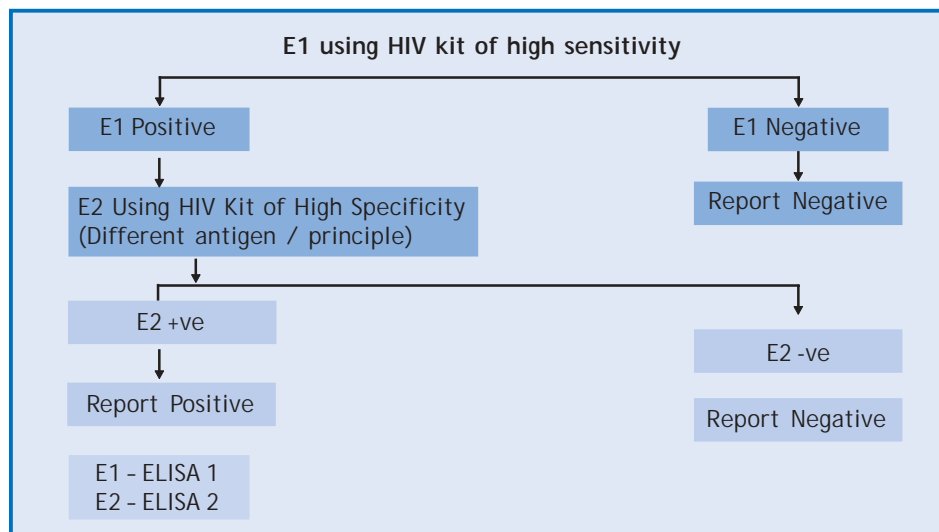 E1 using HIV kit of high sensitivity
E1 Positive
E1 Negative
E2 Using HIV Kit of High Specificity
(Different antigen / principle)
Report Negative
E2 +ve
E2 -ve
Report Positive
Report Negative
E1 – ELISA 1
E2 – ELISA 2